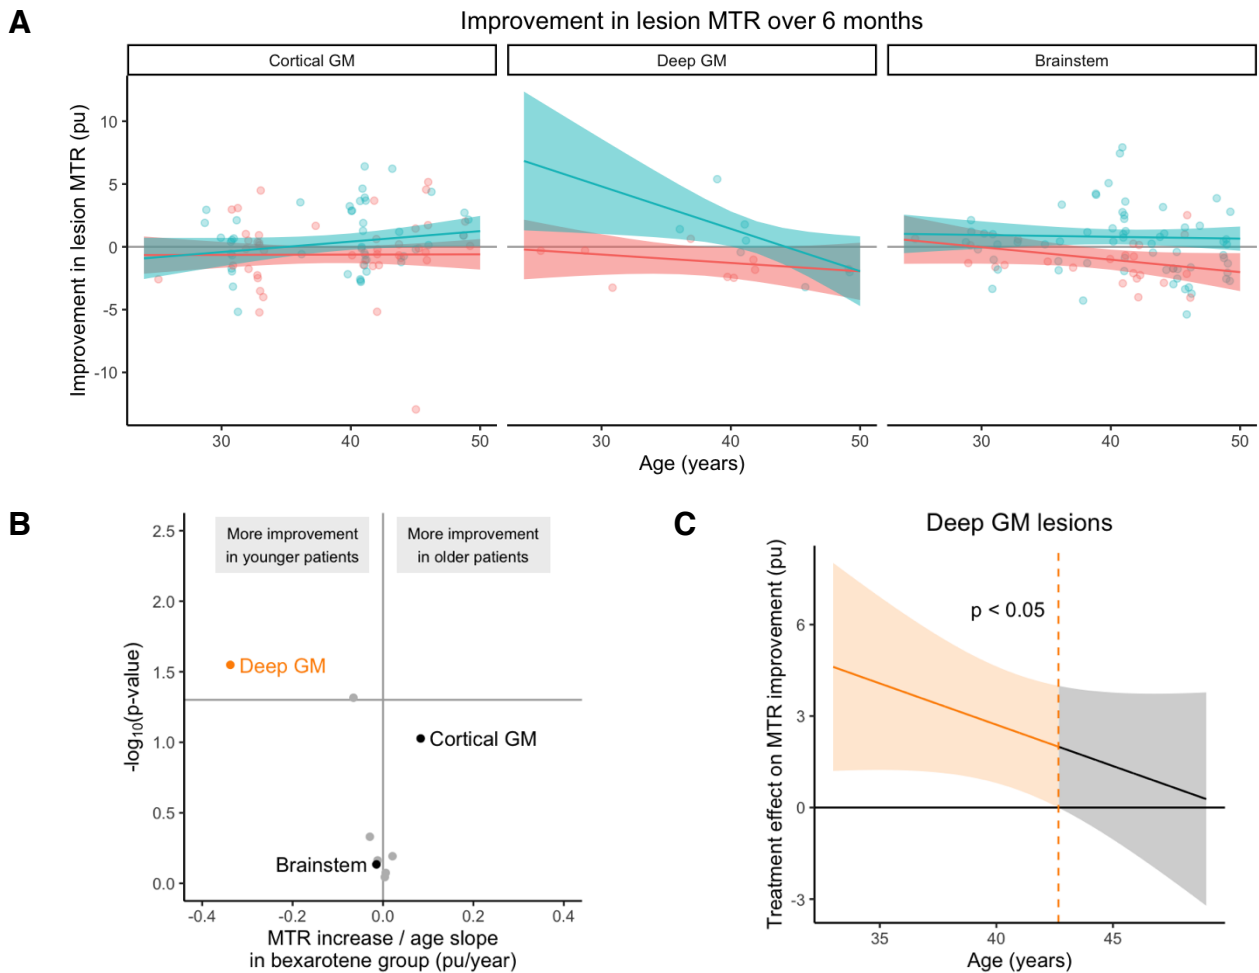 A
Improvement in lesion MTR over 6 months
Cortical GM
Deep GM
Brainstem
Improvement in lesion MTR (pu)
10
5
0
-5
-10
30
40
50
30
40
50
30
40
50
Age (years)
B
More improvement
in younger patients
More improvement
in older patients
-log10(p-value)
2.5
2.0
1.5
1.0
0.5
0.0
Deep GM
Cortical GM
Brainstem
-0.4
-0.2
0.0
0.2
0.4
MTR increase / age slope
in bexarotene group (pu/year)
C
Deep GM lesions
Treatment effect on MTR improvement (pu)
p < 0.05
6
3
0
-3
35
40
45
Age (years)